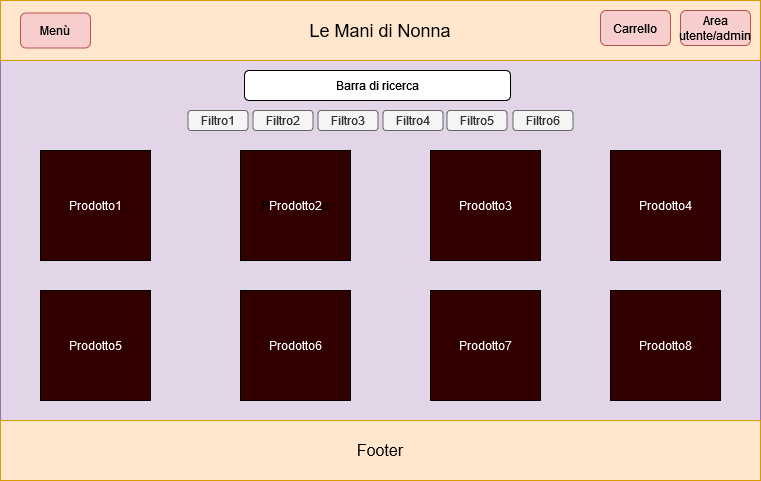 Menù
Le Mani di Nonna
Carrello
Area
utente/admin
Barra di ricerca
Filtro1
Filtro2
Filtro3
Filtro4
Filtro5
Filtro6
Prodotto1
Prodotto2
Prodotto3
Prodotto4
Prodotto5
Prodotto6
Prodotto7
Prodotto8
Footer